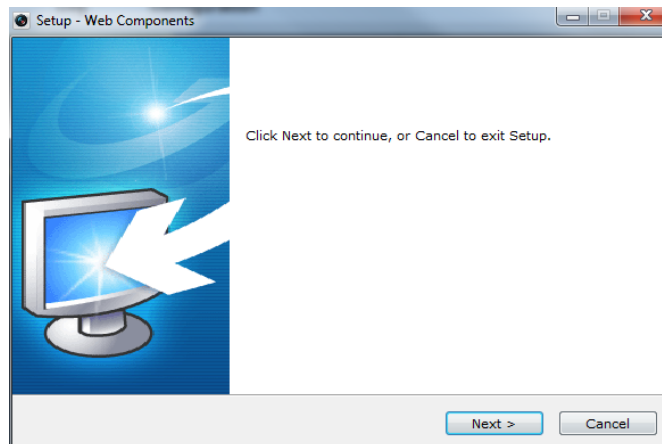 Setup - Web Components
Click Next to continue, or Cancel to exit Setup.
Next >
Cancel